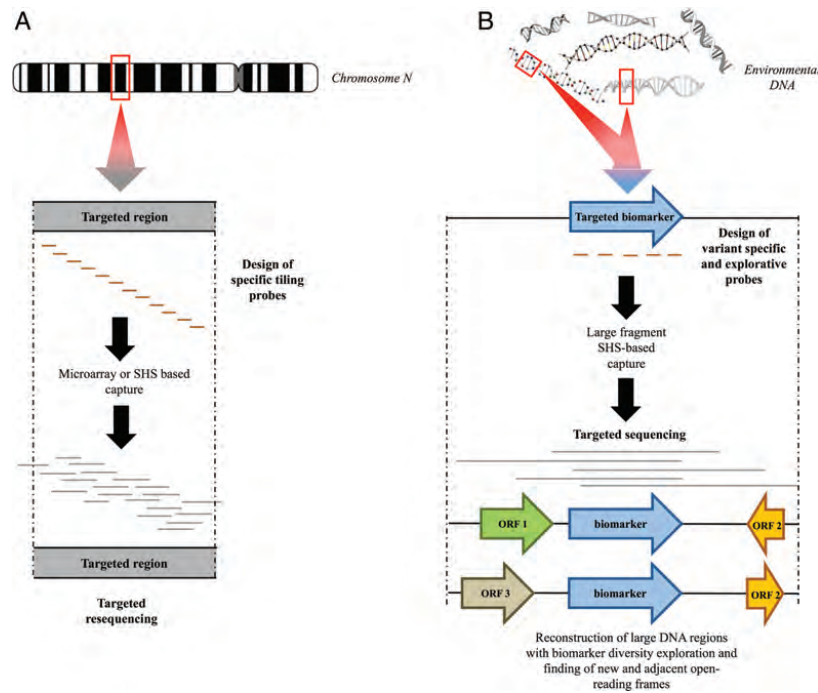 A
Chromosome N
Targeted region
Design of
specific tiling
probes
Microarray or SHS based
capture
Targeted region
Targeted
resequencing
B
Environmental
DNA
Targeted biomarker
Design of
variant specific
and explorative
probes
Large fragment
SHS-based
capture
Targeted sequencing
ORF 1
biomarker
ORF 2
ORF 3
biomarker
ORF 2
Reconstruction of large DNA regions
with biomarker diversity exploration and
finding of new and adjacent open-
reading frames